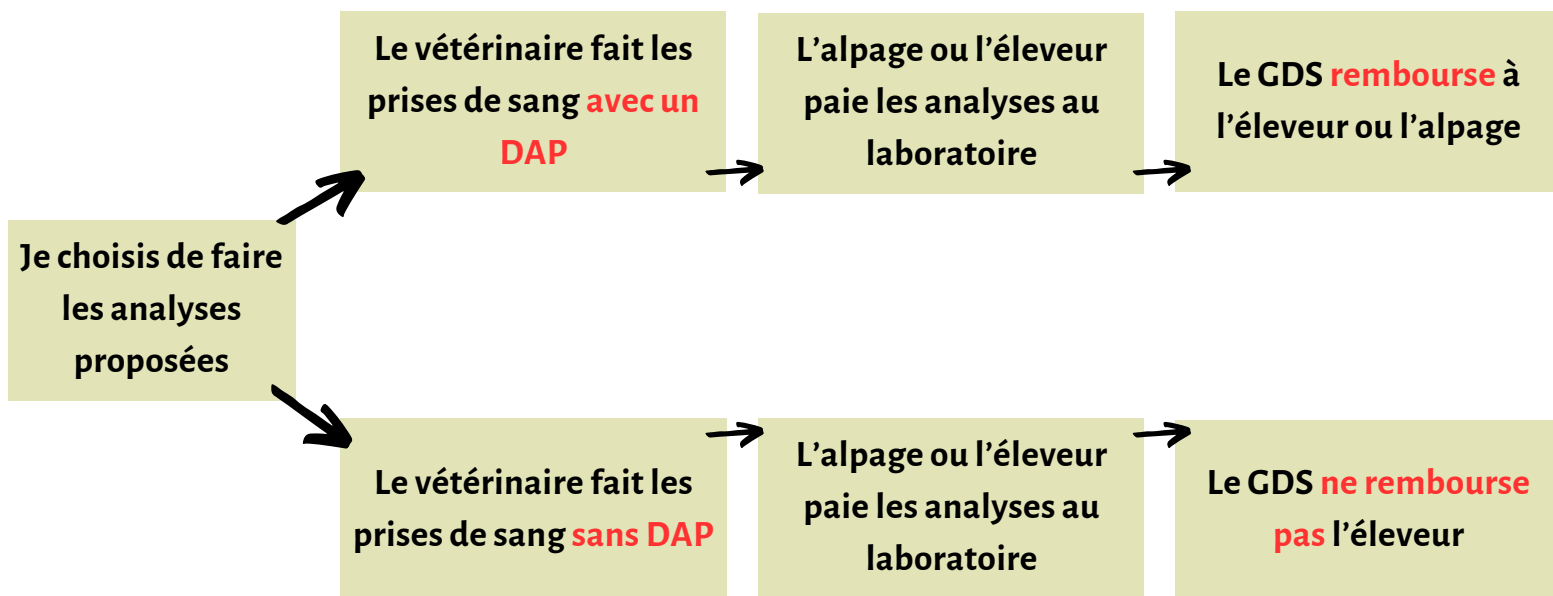 Je choisis de faire
les analyses
proposées
Le vétérinaire fait les
prises de sang avec un
DAP
L'alpage ou l'éleveur
paie les analyses au
laboratoire
Le GDS rembourse à
l'éleveur ou l'alpage
Le vétérinaire fait les
prises de sang sans DAP
L'alpage ou l'éleveur
paie les analyses au
laboratoire
Le GDS ne rembourse
pas l'éleveur